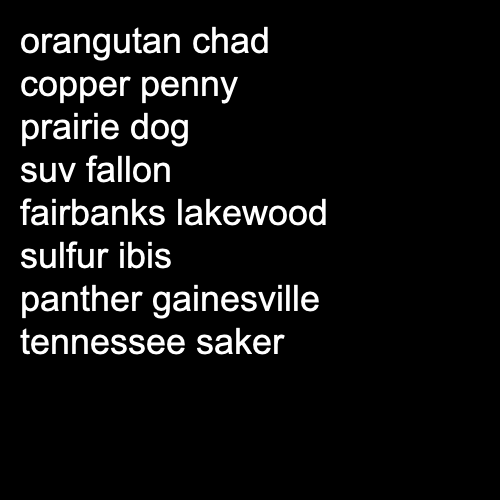 orangutan chad
copper penny
prairie dog
suv fallon
fairbanks lakewood
sulfur ibis
panther gainesville
tennessee saker